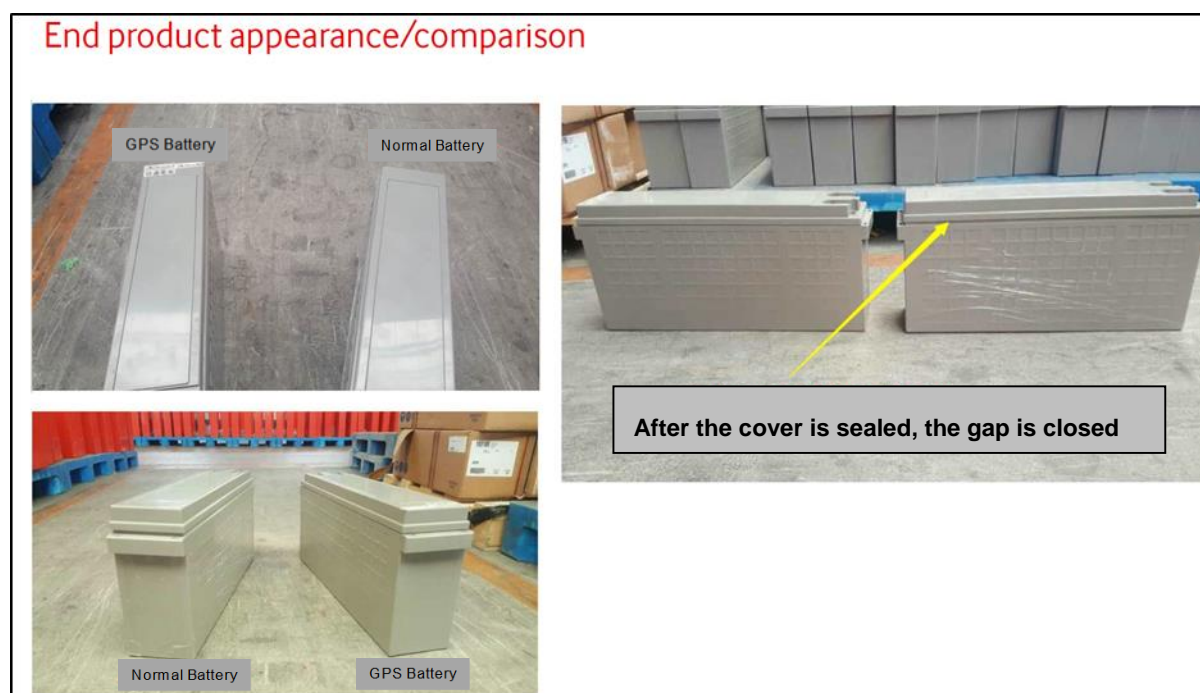 End product appearance/comparison
GPS Battery
Normal Battery
After the cover is sealed, the gap is closed
Normal Battery
GPS Battery